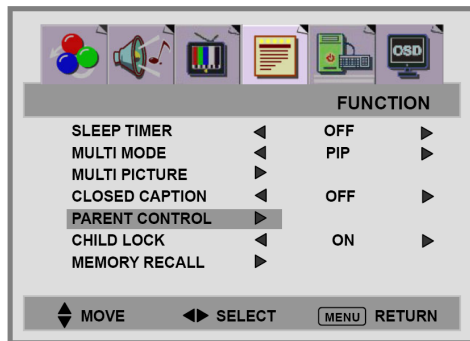 OSD
FUNCTION
SLEEP TIMER OFF
MULTI MODE PIP
MULTI PICTURE
CLOSED CAPTION OFF
PARENT CONTROL
CHILD LOCK ON
MEMORY RECALL
MOVE SELECT MENU RETURN